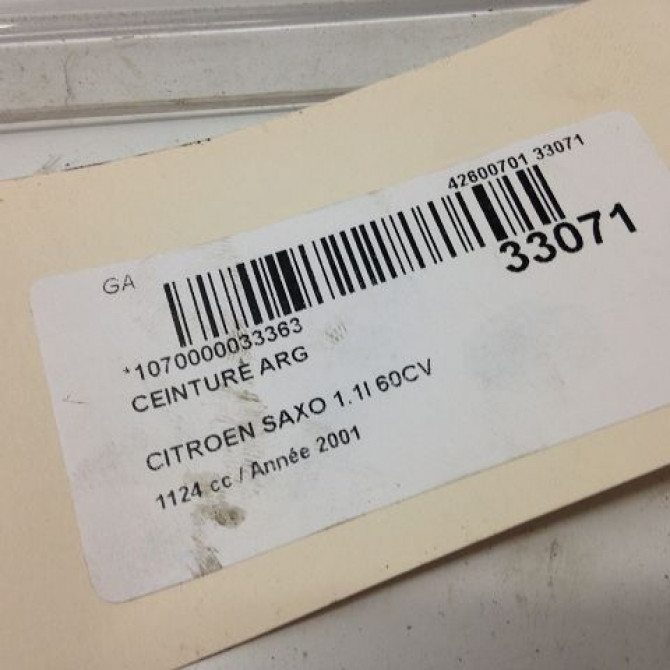 42600701 33071
33071
GA
*1070000033363
CEINTURE ARG
CITROEN SAXO 1.1I 60CV
1124 cc / Année 2001